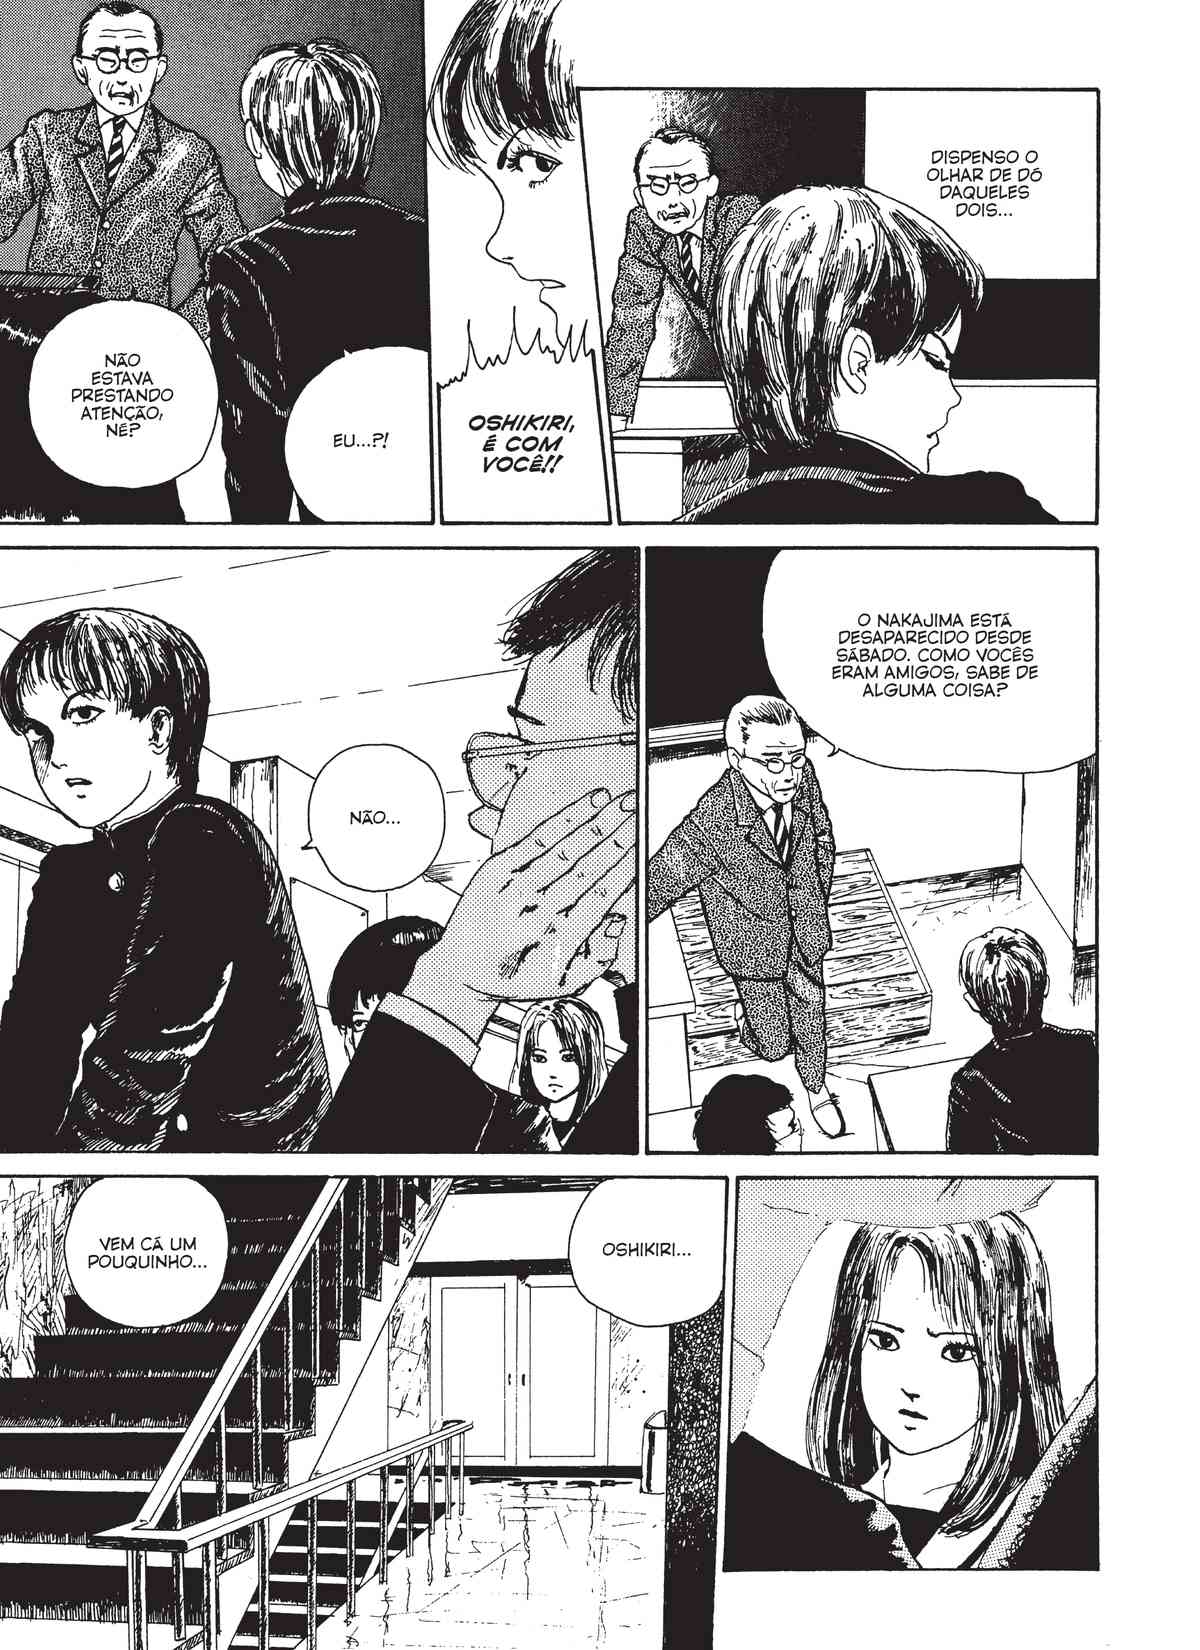 DISPENSO O
OLHAR DE DÓ
DAQUELES
DOIS...
OSHIKIRI,
É COM
VOCÊ!!
EU...?!
NÃO
ESTAVA
PRESTANDO
ATENÇÃO,
NÉ?
O NAKAJIMA ESTÁ
DESAPARECIDO DESDE
SÁBADO. COMO VOCÊS
ERAM AMIGOS, SABE DE
ALGUMA COISA?
NÃO...
OSHIKIRI...
VEM CÁ UM
POUQUINHO...